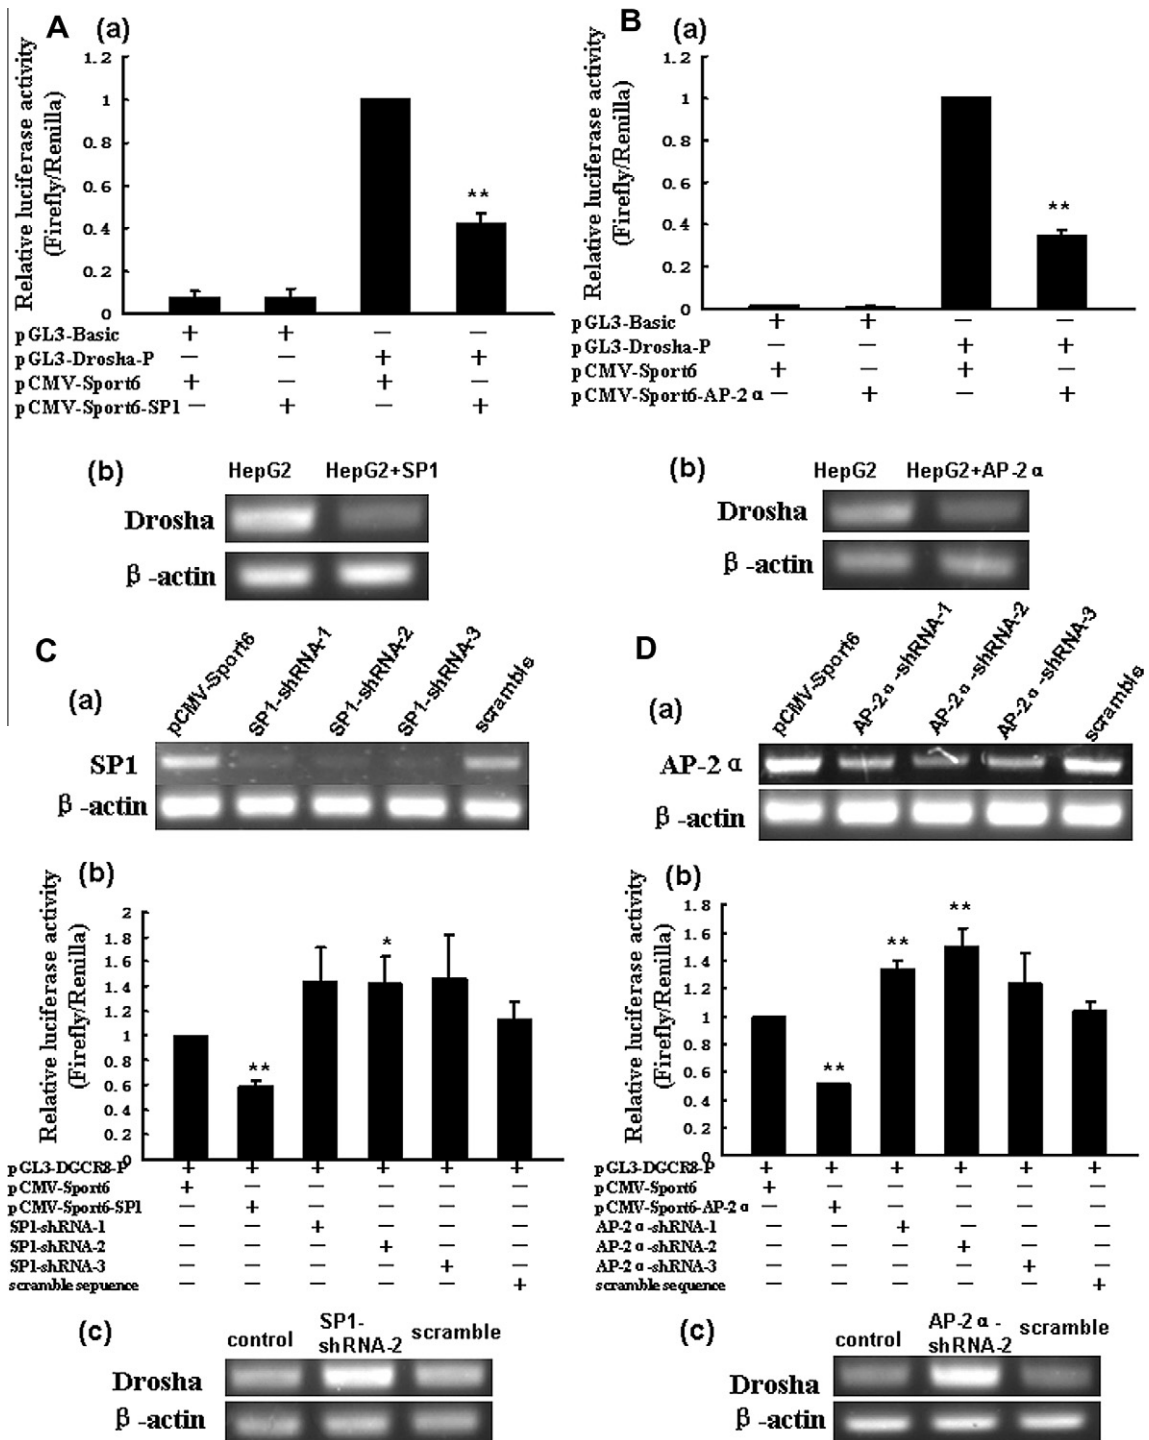 A (a)
Relative luciferase activity
(Firefly/Renilla)
1.2
1
0.8
0.6
0.4
0.2
0
**
pGL3-Basic + + — —
pGL3-Drosha-P — — + +
pCMV-Sport6 + — + —
pCMV-Sport6-SP1 — + — +
(b)
HepG2 HepG2+SP1
Drosha
β-actin
B (a)
Relative luciferase activity
(Firefly/Renilla)
1.2
1
0.8
0.6
0.4
0.2
0
**
pGL3-Basic + + — —
pGL3-Drosha-P — — + +
pCMV-Sport6 + — + —
pCMV-Sport6-AP-2α — + — +
(b)
HepG2 HepG2+AP-2α
Drosha
β-actin
C
(a)
pCMV-Sport6 SP1-shRNA-1 SP1-shRNA-2 SP1-shRNA-3 scramble
SP1
β-actin
(b)
Relative luciferase activity
(Firefly/Renilla)
2
1.8
1.6
1.4
1.2
1
0.8
0.6
0.4
0.2
0
** *
pGL3-DGCR8-P + + + + + +
pCMV-Sport6 + — — — — —
pCMV-Sport6-SP1 — + — — — —
SP1-shRNA-1 — — + — — —
SP1-shRNA-2 — — — + — —
SP1-shRNA-3 — — — — + —
scramble sepuence — — — — — +
(c)
control SP1-shRNA-2 scramble
Drosha
β-actin
D
(a)
pCMV-Sport6 AP-2α-shRNA-1 AP-2α-shRNA-2 AP-2α-shRNA-3 scramble
AP-2α
β-actin
(b)
Relative luciferase activity
(Firefly/Renilla)
1.8
1.6
1.4
1.2
1
0.8
0.6
0.4
0.2
0
** ** **
pGL3-DGCR8-P + + + + + +
pCMV-Sport6 + — — — — —
pCMV-Sport6-AP-2α — + — — — —
AP-2α-shRNA-1 — — + — — —
AP-2α-shRNA-2 — — — + — —
AP-2α-shRNA-3 — — — — + —
scramble sequence — — — — — +
(c)
control AP-2α-shRNA-2 scramble
Drosha
β-actin